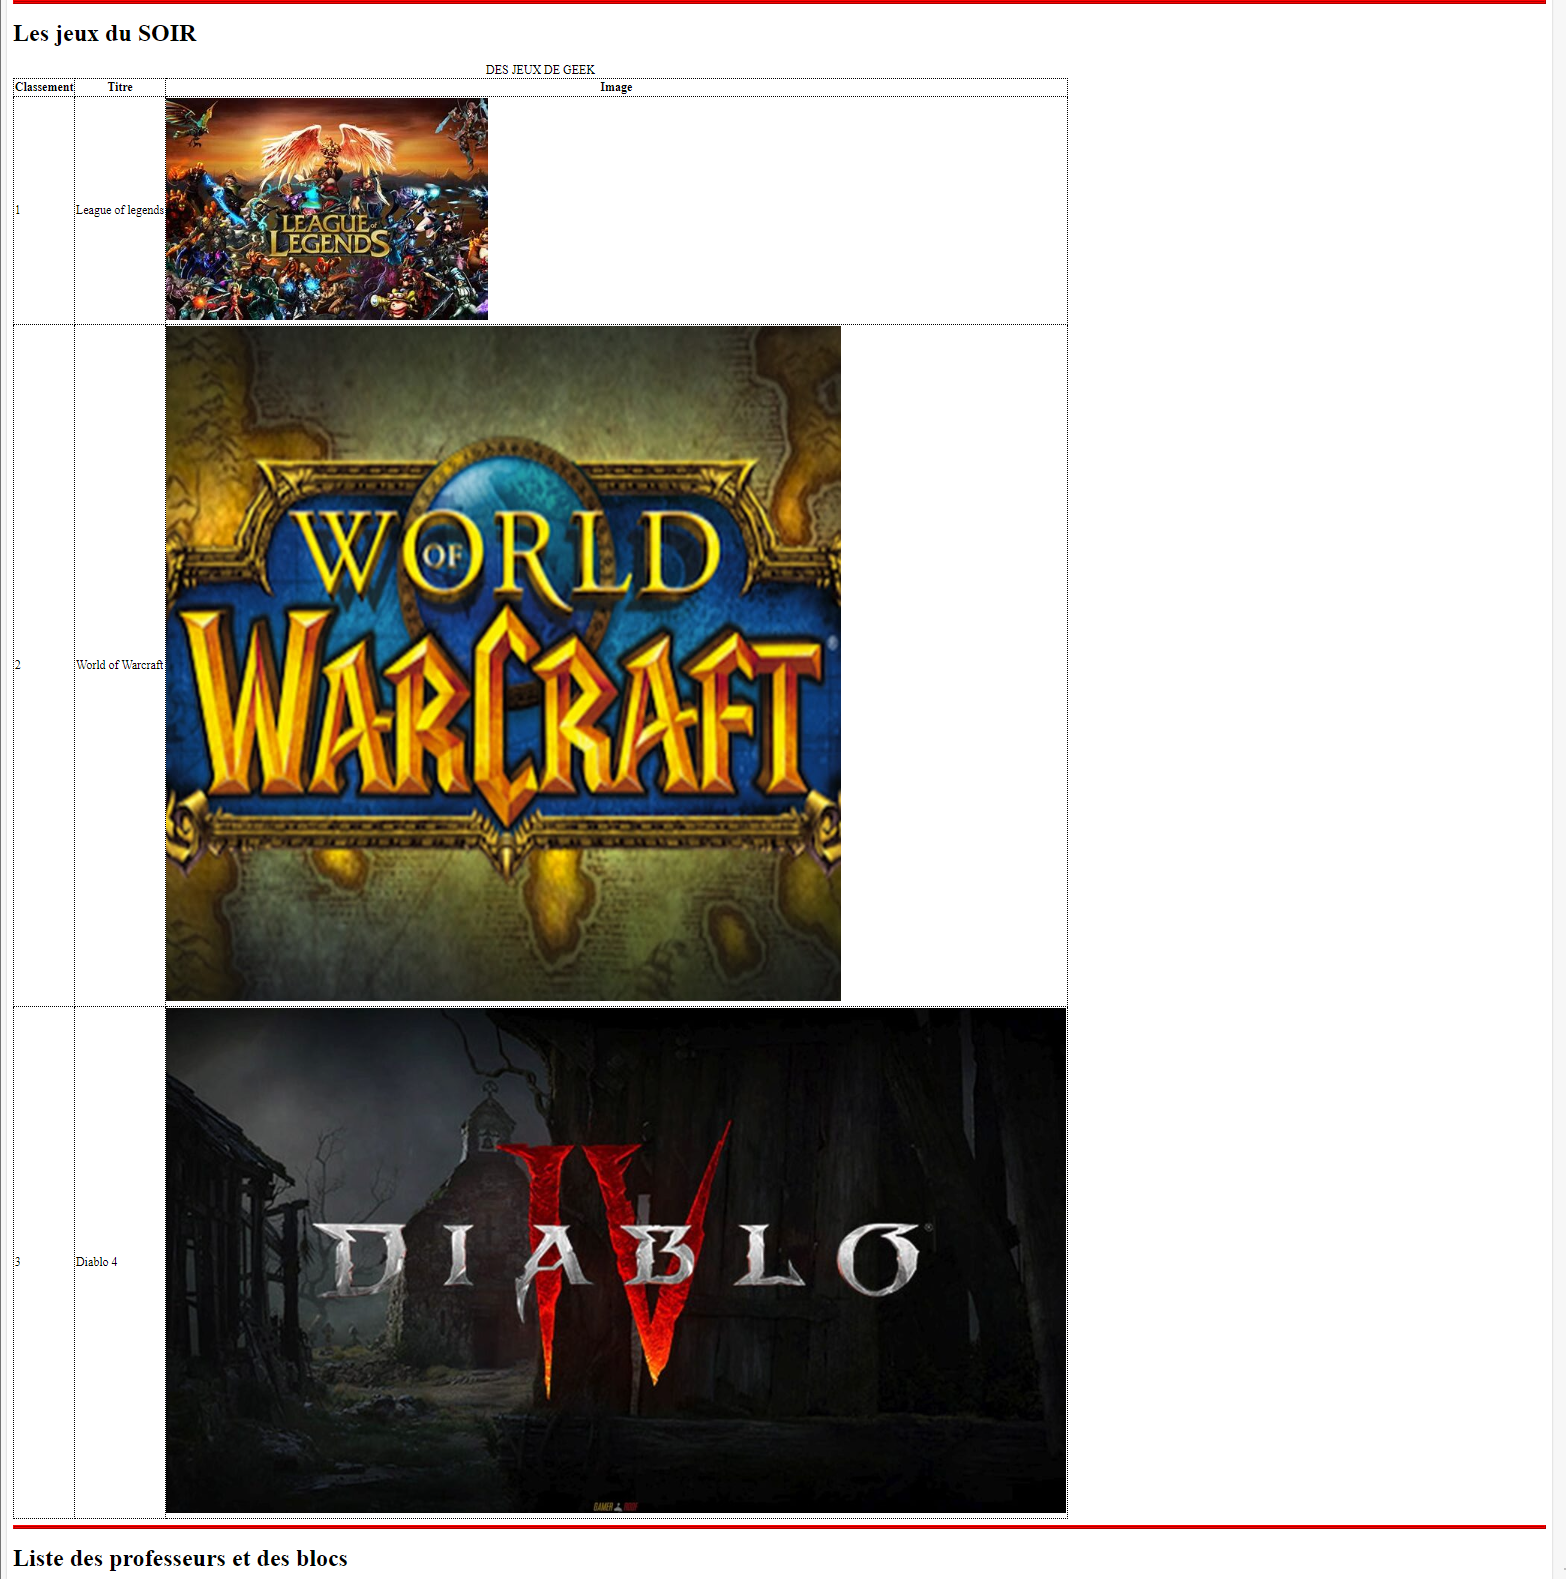 Les jeux du SOIR
DES JEUX DE GEEK
Classement Titre Image
1 League of legends
LEAGUE of
LEGENDS
2 World of Warcraft
WORLD
OF
WARCRAFT
3 Diablo 4
IV
DIABLO
GAMER
Liste des professeurs et des blocs